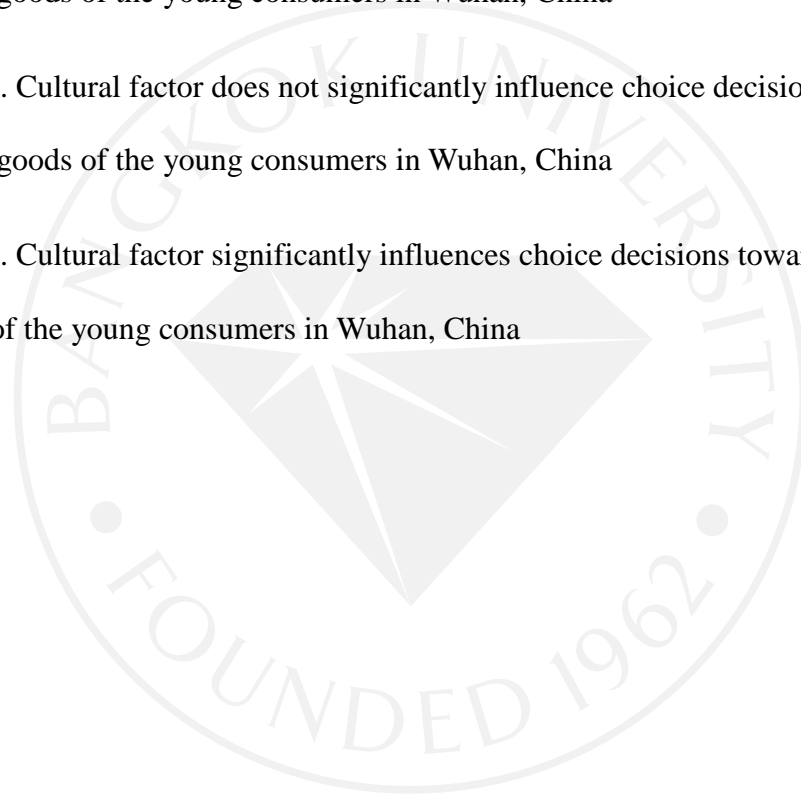 goods of the young consumers in Wuhan, China
. Cultural factor does not significantly influence choice decisio
goods of the young consumers in Wuhan, China
. Cultural factor significantly influences choice decisions towa
of the young consumers in Wuhan, China
BANGKOK UNIVERSITY
FOUNDED 1962